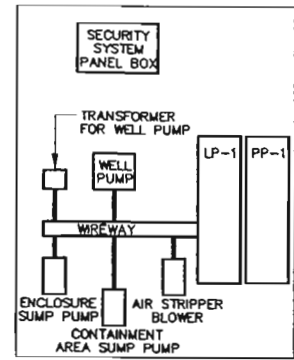 SECURITY
SYSTEM
PANEL BOX
TRANSFORMER
FOR WELL PUMP
WELL
PUMP
LP-1
PP-1
WIREWAY
ENCLOSURE
SUMP PUMP
AIR STRIPPER
BLOWER
CONTAINMENT
AREA SUMP PUMP